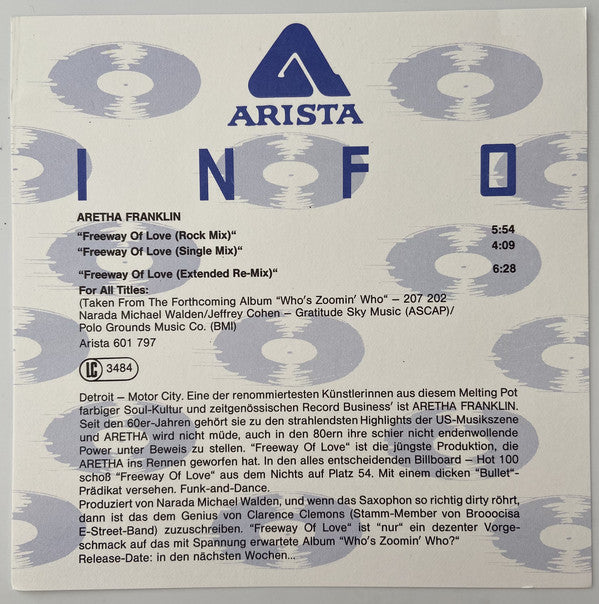 ARISTA
INFO
ARETHA FRANKLIN
"Freeway Of Love (Rock Mix)" 5:54
"Freeway Of Love (Single Mix)" 4:09
"Freeway Of Love (Extended Re-Mix)" 6:28
For All Titles:
(Taken From The Forthcoming Album "Who's Zoomin' Who" – 207 202
Narada Michael Walden/Jeffrey Cohen – Gratitude Sky Music (ASCAP)/
Polo Grounds Music Co. (BMI)
Arista 601 797
LC 3484
Detroit – Motor City. Eine der renommiertesten Künstlerinnen aus diesem Melting Pot
farbiger Soul-Kultur und zeitgenössischen Record Business' ist ARETHA FRANKLIN.
Seit den 60er-Jahren gehört sie zu den strahlendsten Highlights der US-Musikszene
und ARETHA wird nicht müde, auch in den 80ern ihre schier nicht endenwollende
Power unter Beweis zu stellen. "Freeway Of Love" ist die jüngste Produktion, die
ARETHA ins Rennen geworfen hat. In den alles entscheidenden Billboard – Hot 100
schoß "Freeway Of Love" aus dem Nichts auf Platz 54. Mit einem dicken "Bullet"-
Prädikat versehen. Funk-and-Dance.
Produziert von Narada Michael Walden, und wenn das Saxophon so richtig dirty röhrt,
dann ist das dem Genius von Clarence Clemons (Stamm-Member von Brooocisa
E-Street-Band) zuzuschreiben. "Freeway Of Love" ist "nur" ein dezenter Vorge-
schmack auf das mit Spannung erwartete Album "Who's Zoomin' Who?"
Release-Date: in den nächsten Wochen...